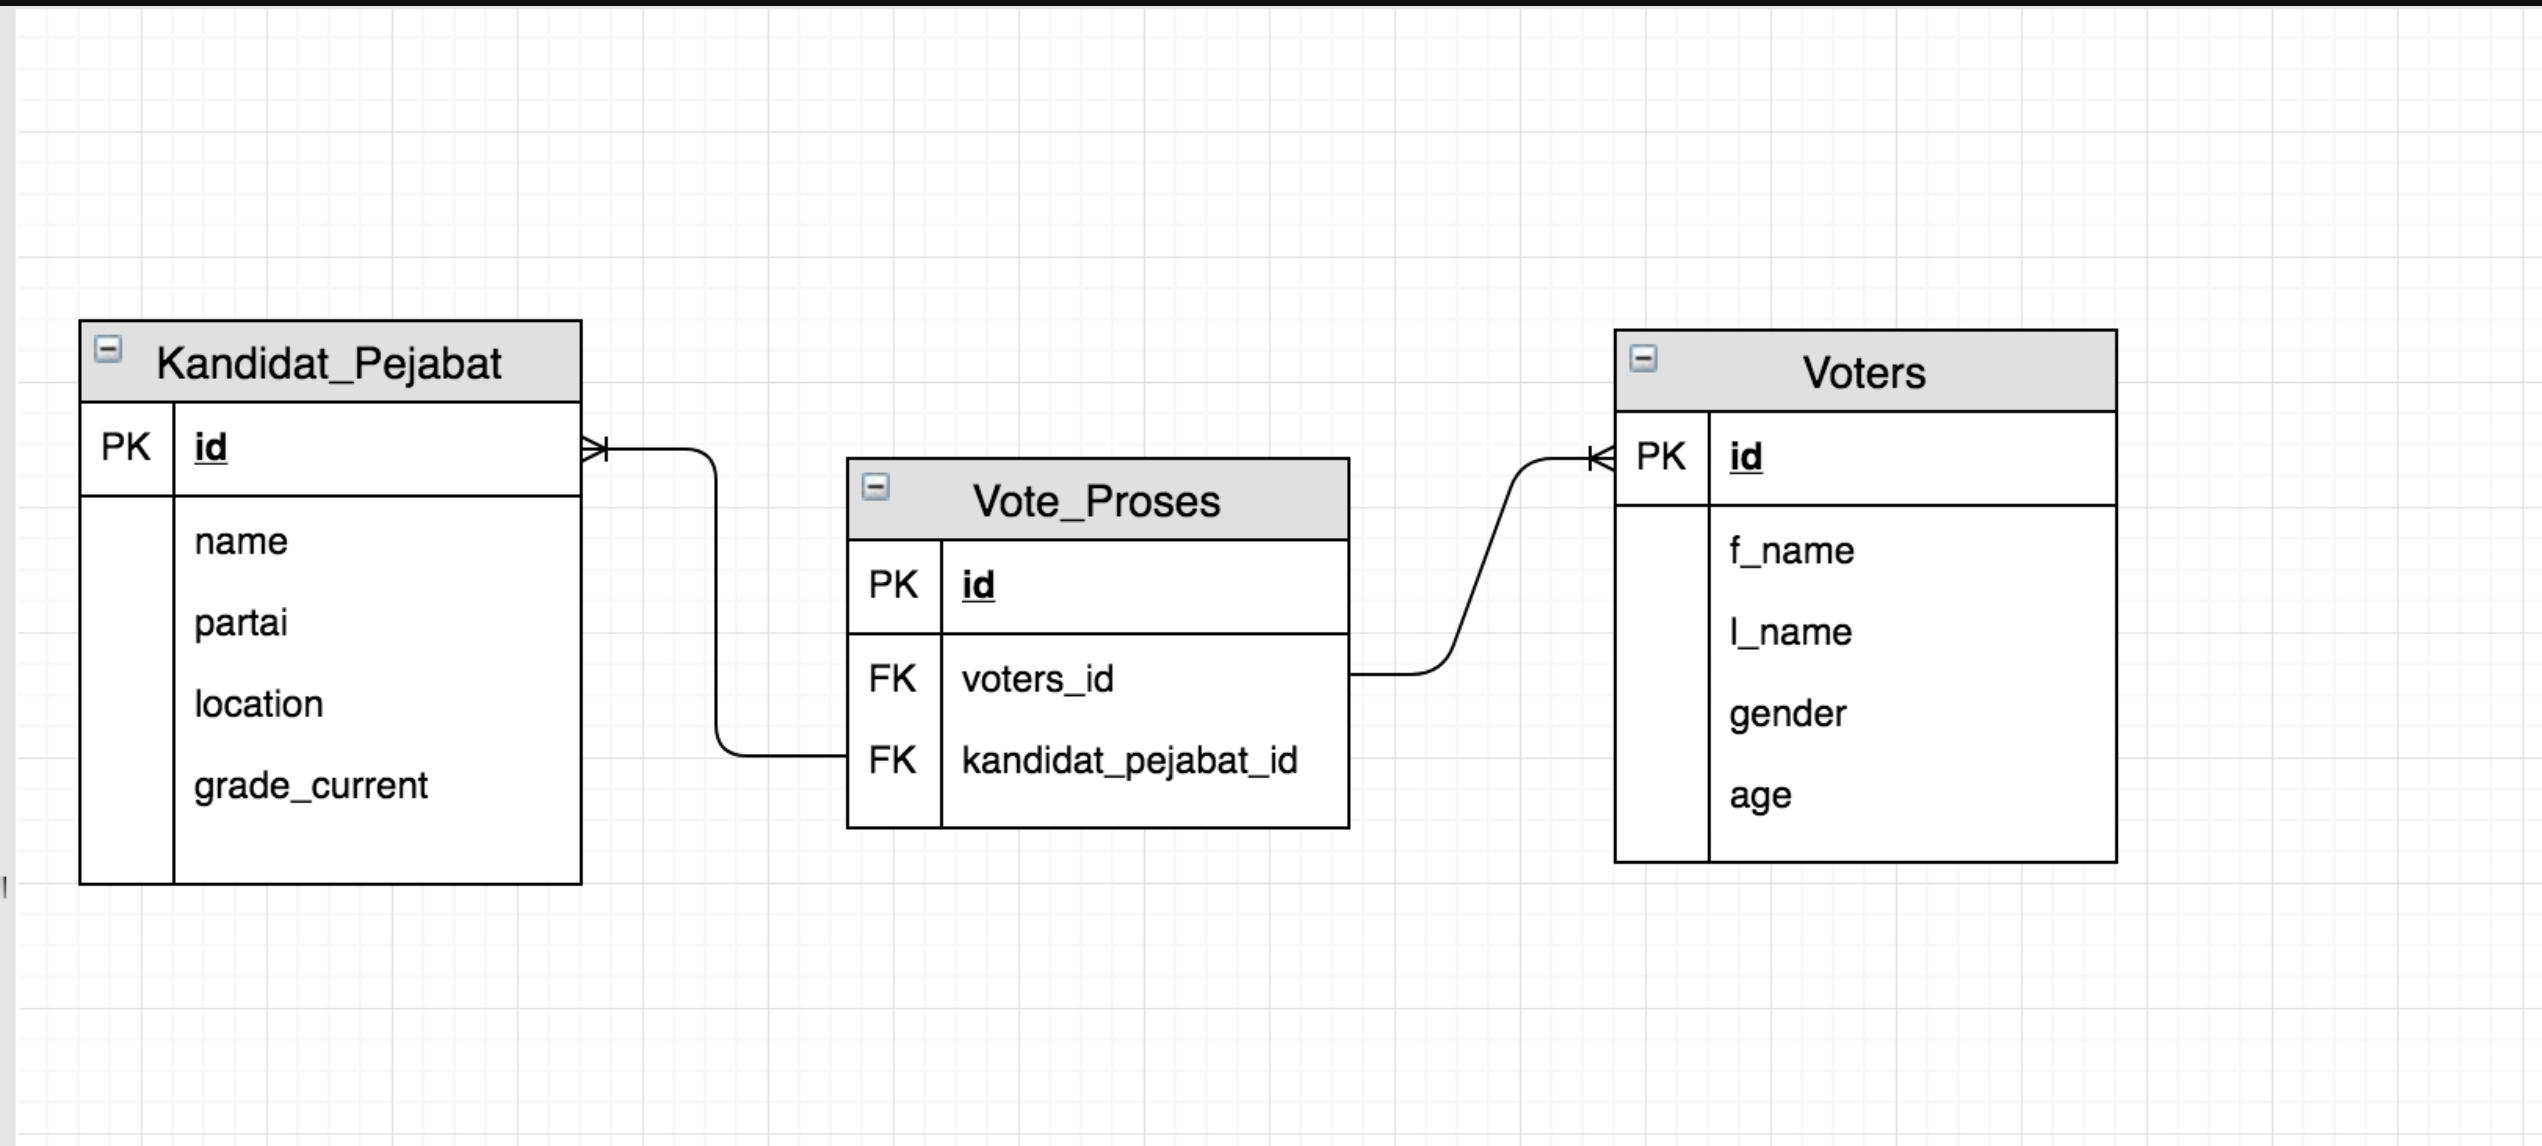 Kandidat_Pejabat
PK id
name
partai
location
grade_current
Vote_Proses
PK id
FK voters_id
FK kandidat_pejabat_id
Voters
PK id
f_name
l_name
gender
age